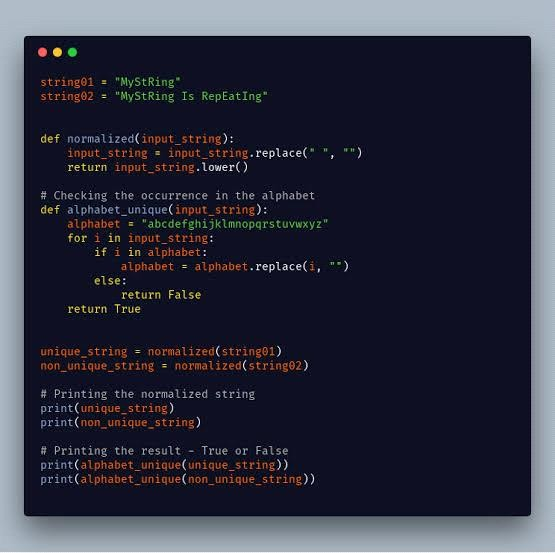 string01 = "MyStRing"
string02 = "MyStRing Is RepEatIng"


def normalized(input_string):
    input_string = input_string.replace(" ", "")
    return input_string.lower()

# Checking the occurrence in the alphabet
def alphabet_unique(input_string):
    alphabet = "abcdefghijklmnopqrstuvwxyz"
    for i in input_string:
        if i in alphabet:
            alphabet = alphabet.replace(i, "")
        else:
            return False
    return True


unique_string = normalized(string01)
non_unique_string = normalized(string02)

# Printing the normalized string
print(unique_string)
print(non_unique_string)

# Printing the result - True or False
print(alphabet_unique(unique_string))
print(alphabet_unique(non_unique_string))